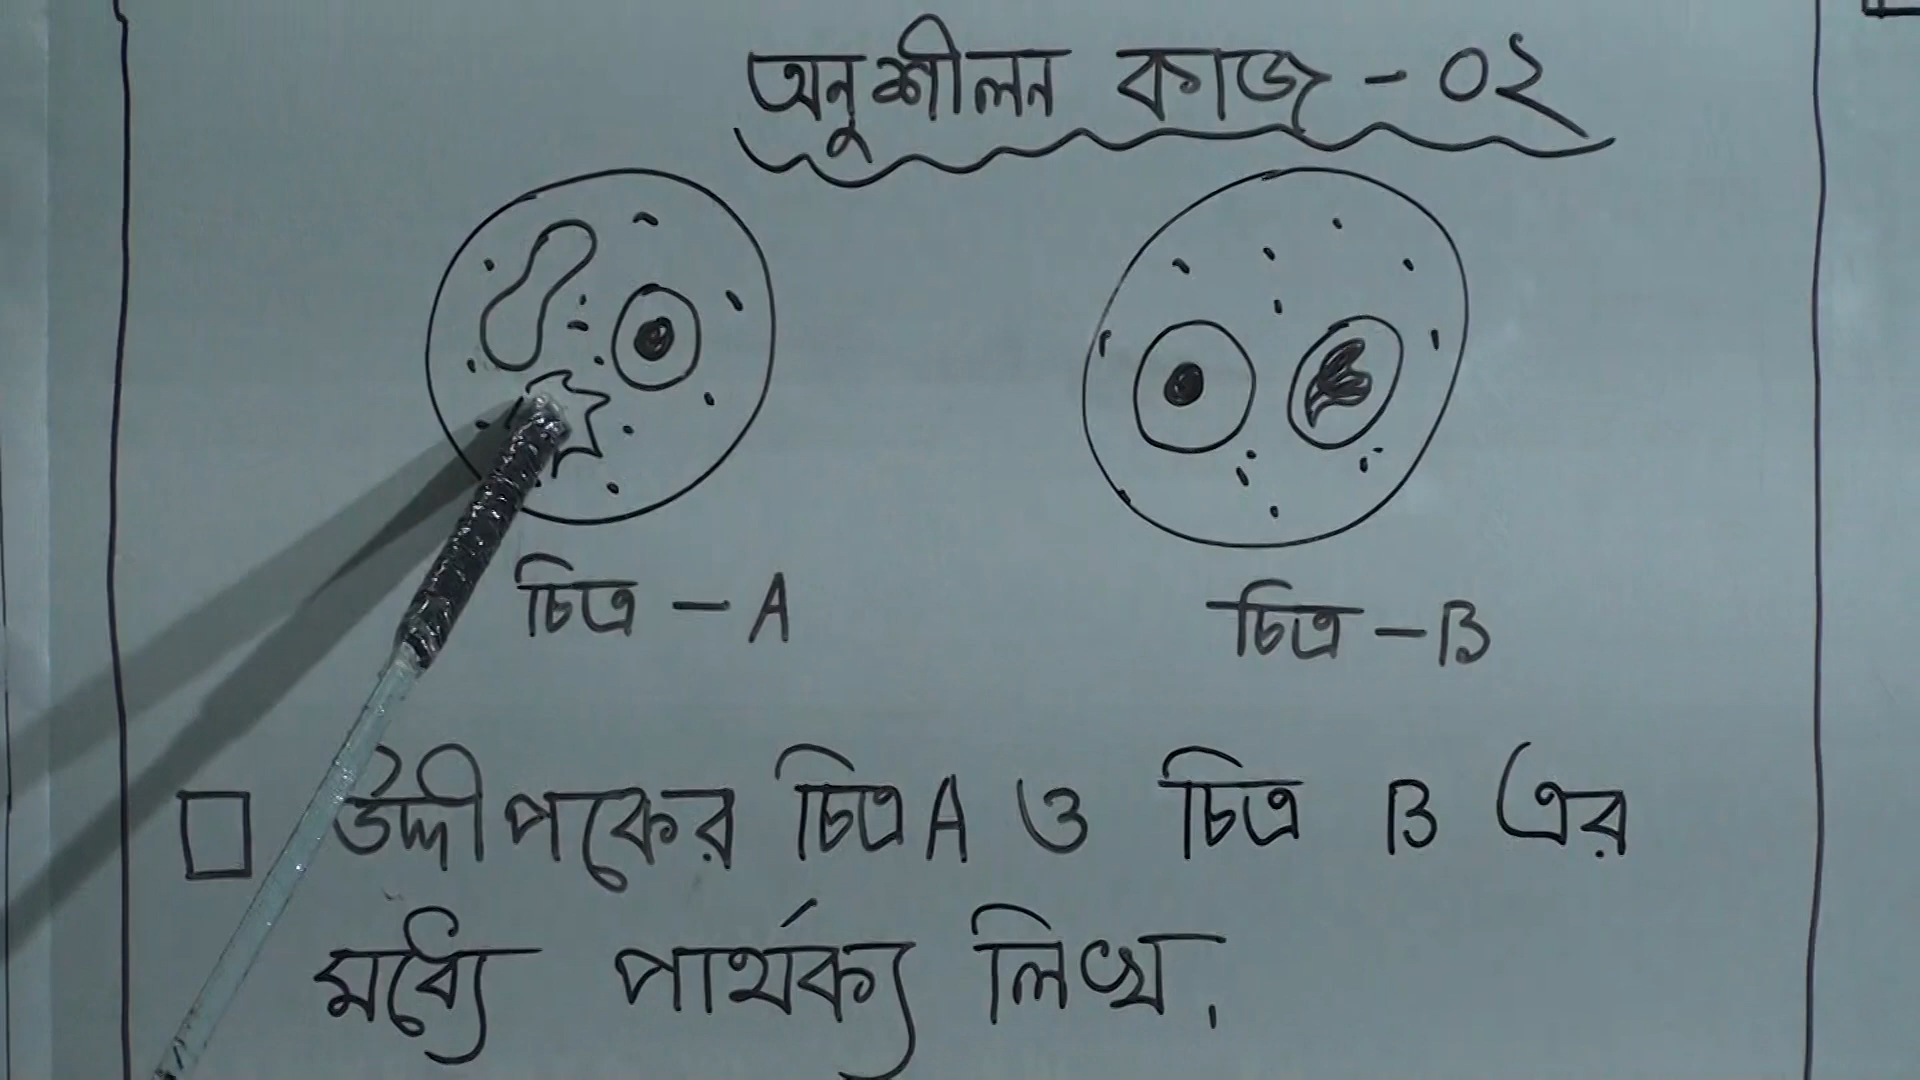 অনুশীলন কাজ - ০২
চিত্র - A
চিত্র - B
উদ্দীপকের চিত্র A ও চিত্র B এর
মধ্যে পার্থক্য লিখ.